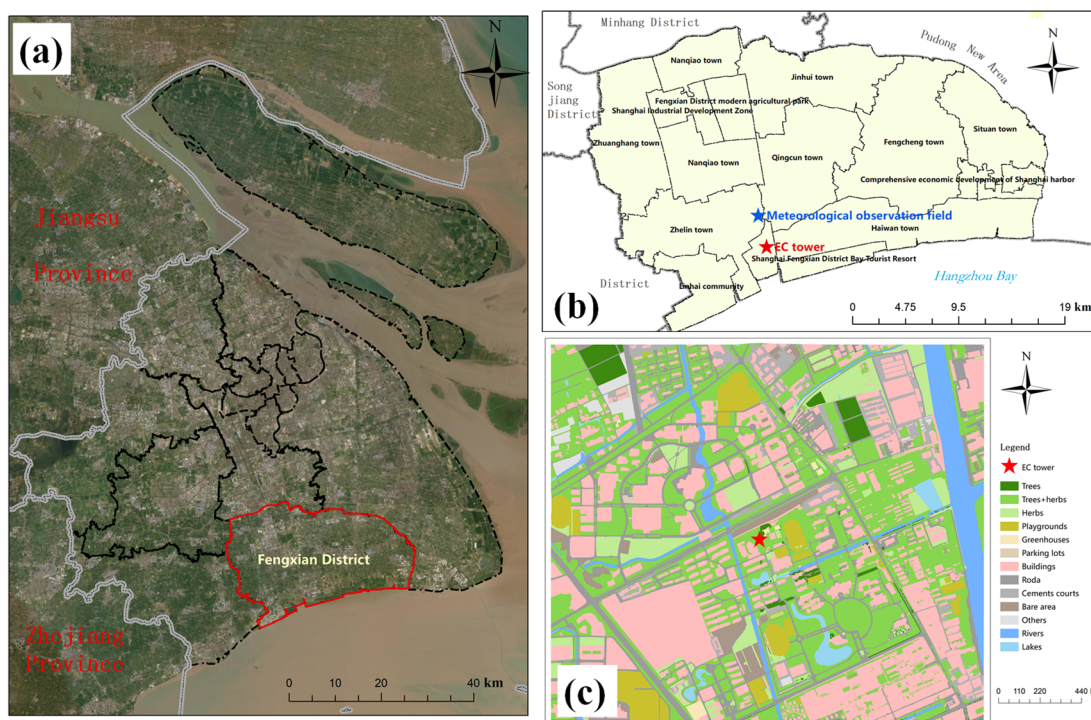 (a)
N
Jiangsu
Province
Fengxian District
Zhejiang
Province
0 10 20 40 km
(b)
N
Minhang District
Pudong New Area
Song
jiang
District
Nanqiao town
Jinhui town
Fengxian District modern agricultural park
Shanghai Industrial Development Zone
Situan town
Zhuanghang town
Fengcheng town
Nanqiao town
Qingcun town
Comprehensive economic development of Shanghai harbor
Meteorological observation field
Zhelin town
Haiwan town
EC tower
Shanghai Fengxian District Bay Tourist Resort
District
Linhai community
Hangzhou Bay
0 4.75 9.5 19 km
(c)
N
Legend
EC tower
Trees
Trees+herbs
Herbs
Playgrounds
Greenhouses
Parking lots
Buildings
Roda
Cements courts
Bare area
Others
Rivers
Lakes
0 110 220 440